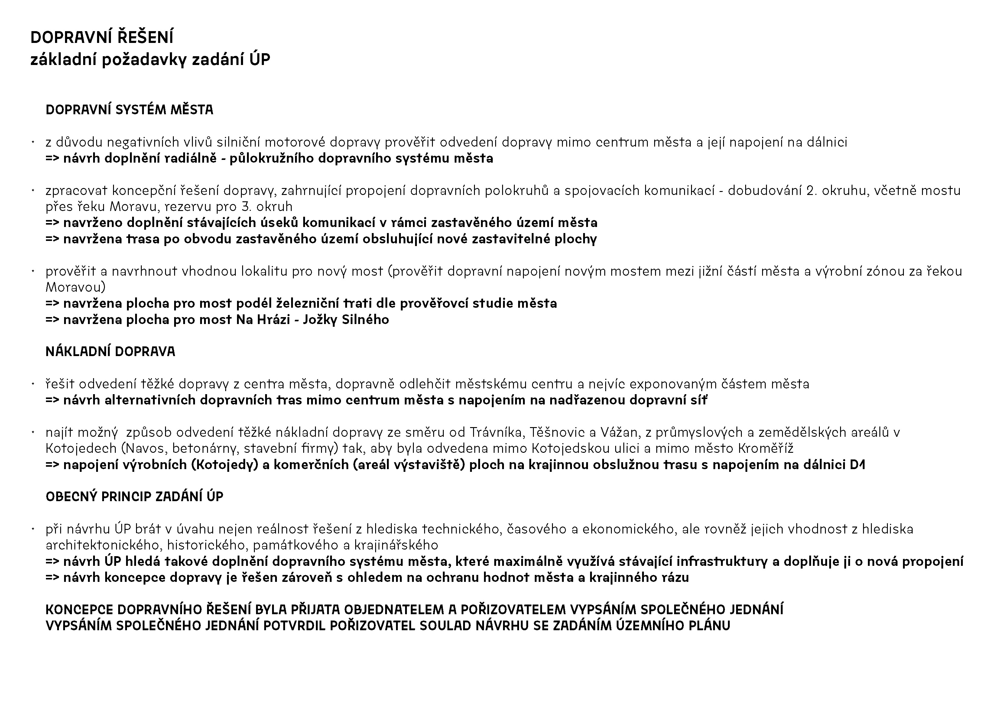 DOPRAVNÍ ŘEŠENÍ
základní požadavky zadání ÚP
DOPRAVNÍ SYSTÉM MĚSTA
• z důvodu negativních vlivů silniční motorové dopravy prověřit odvedení dopravy mimo centrum města a její napojení na dálnici
=> návrh doplnění radiálně - půlokružního dopravního systému města
• zpracovat koncepční řešení dopravy, zahrnující propojení dopravních polokruhů a spojovacích komunikací - dobudování 2. okruhu, včetně mostu
přes řeku Moravu, rezervu pro 3. okruh
=> navrženo doplnění stávajících úseků komunikací v rámci zastavěného území města
=> navržena trasa po obvodu zastavěného území obsluhující nové zastavitelné plochy
• prověřit a navrhnout vhodnou lokalitu pro nový most (prověřit dopravní napojení novým mostem mezi jižní částí města a výrobní zónou za řekou
Moravou)
=> navržena plocha pro most podél železniční trati dle prověřovcí studie města
=> navržena plocha pro most Na Hrázi - Jožky Silného
NÁKLADNÍ DOPRAVA
• řešit odvedení těžké dopravy z centra města, dopravně odlehčit městskému centru a nejvíc exponovaným částem města
=> návrh alternativních dopravních tras mimo centrum města s napojením na nadřazenou dopravní síť
• najít možný  způsob odvedení těžké nákladní dopravy ze směru od Trávníka, Těšnovic a Vážan, z průmyslových a zemědělských areálů v
Kotojedech (Navos, betonárny, stavební firmy) tak, aby byla odvedena mimo Kotojedskou ulici a mimo město Kroměříž
=> napojení výrobních (Kotojedy) a komerčních (areál výstaviště) ploch na krajinnou obslužnou trasu s napojením na dálnici D1
OBECNÝ PRINCIP ZADÁNÍ ÚP
• při návrhu ÚP brát v úvahu nejen reálnost řešení z hlediska technického, časového a ekonomického, ale rovněž jejich vhodnost z hlediska
architektonického, historického, památkového a krajinářského
=> návrh ÚP hledá takové doplnění dopravního systému města, které maximálně využívá stávající infrastruktury a doplňuje ji o nová propojení
=> návrh koncepce dopravy je řešen zároveň s ohledem na ochranu hodnot města a krajinného rázu
KONCEPCE DOPRAVNÍHO ŘEŠENÍ BYLA PŘIJATA OBJEDNATELEM A POŘIZOVATELEM VYPSÁNÍM SPOLEČNÉHO JEDNÁNÍ
VYPSÁNÍM SPOLEČNÉHO JEDNÁNÍ POTVRDIL POŘIZOVATEL SOULAD NÁVRHU SE ZADÁNÍM ÚZEMNÍHO PLÁNU